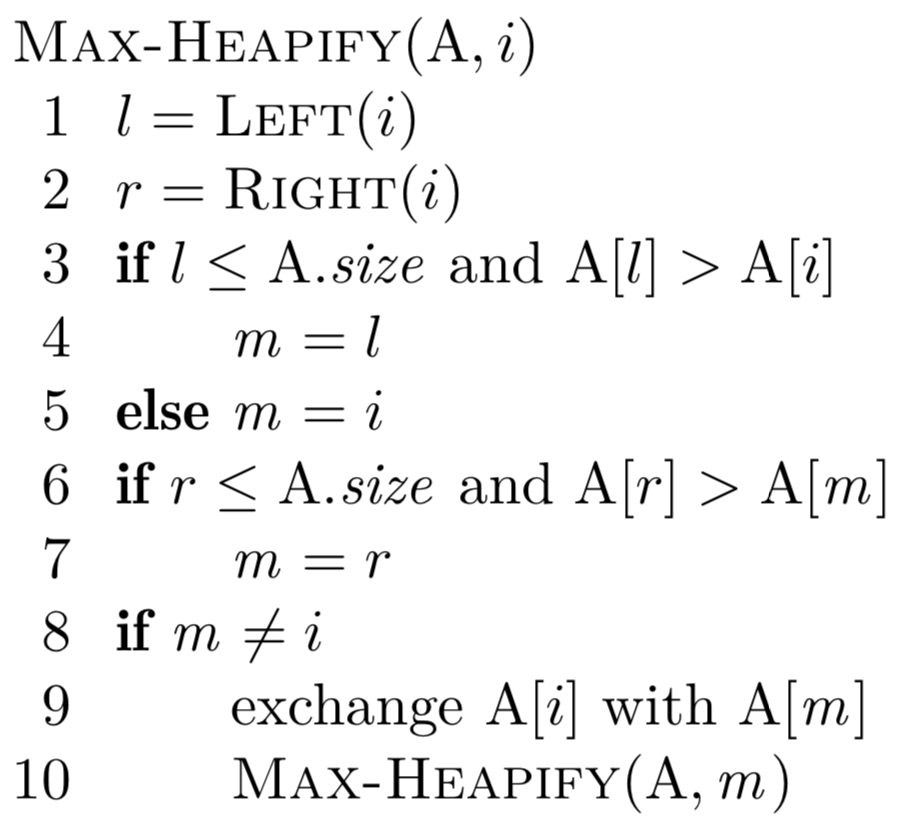 MAX-HEAPIFY(A, i)
1 l = LEFT(i)
2 r = RIGHT(i)
3 if l ≤ A.size and A[l] > A[i]
4 m = l
5 else m = i
6 if r ≤ A.size and A[r] > A[m]
7 m = r
8 if m ≠ i
9 exchange A[i] with A[m]
10 MAX-HEAPIFY(A, m)